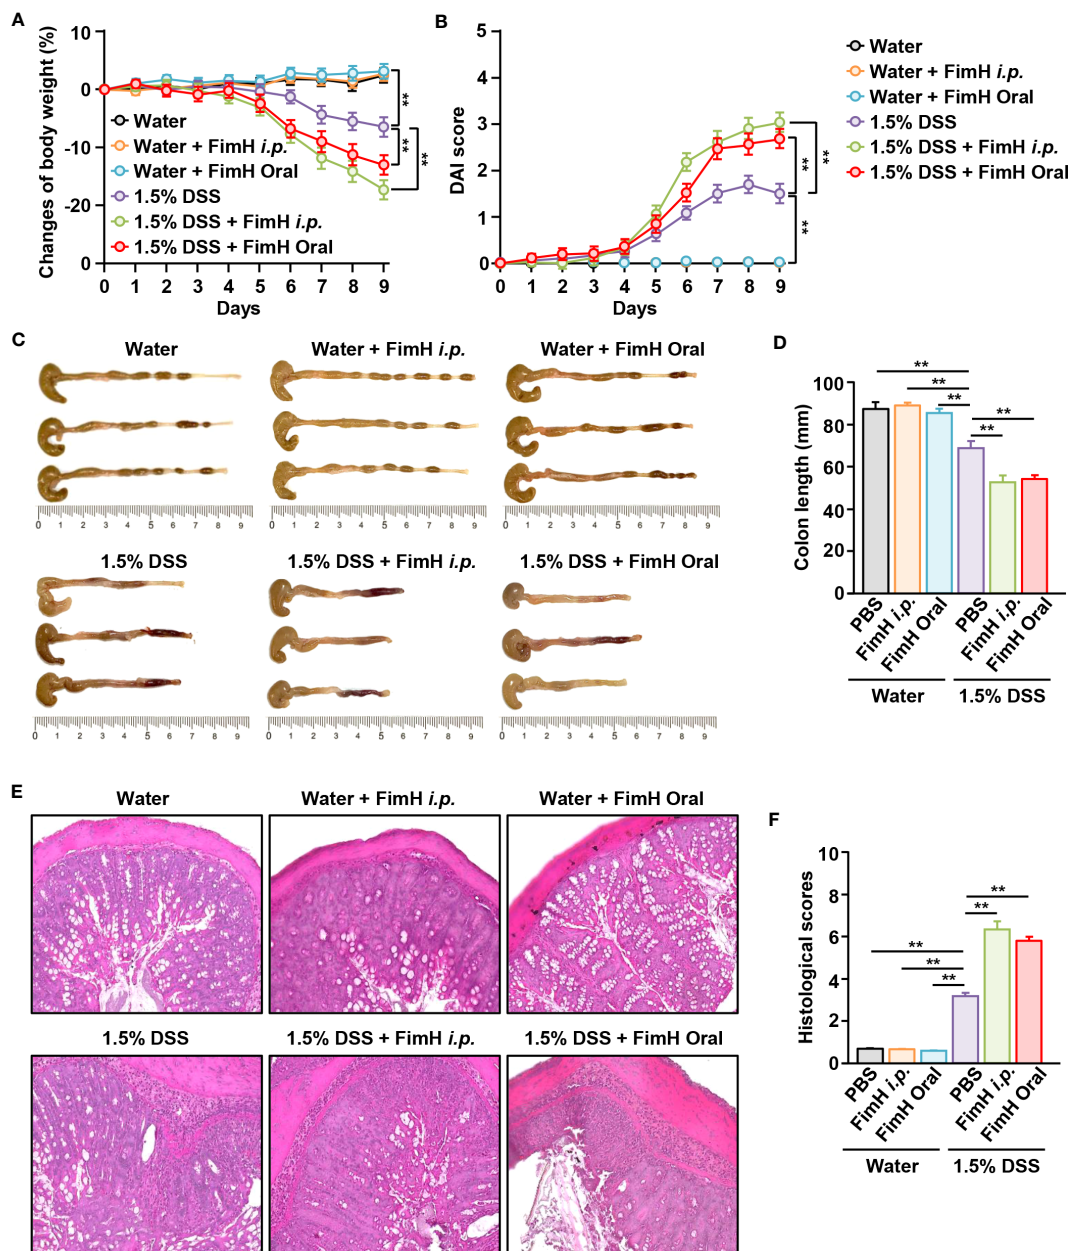 A
Changes of body weight (%)
10
0
-10
-20
0
0 1 2 3 4 5 6 7 8 9
Days
Water
Water + FimH i.p.
Water + FimH Oral
1.5% DSS
1.5% DSS + FimH i.p.
1.5% DSS + FimH Oral
**
**
**
B
DAI score
5
4
3
2
1
0
0 1 2 3 4 5 6 7 8 9
Days
**
**
**
Water
Water + FimH i.p.
Water + FimH Oral
1.5% DSS
1.5% DSS + FimH i.p.
1.5% DSS + FimH Oral
C
Water
Water + FimH i.p.
Water + FimH Oral
0 1 2 3 4 5 6 7 8 9
0 1 2 3 4 5 6 7 8 9
0 1 2 3 4 5 6 7 8 9
1.5% DSS
1.5% DSS + FimH i.p.
1.5% DSS + FimH Oral
0 1 2 3 4 5 6 7 8 9
0 1 2 3 4 5 6 7 8 9
0 1 2 3 4 5 6 7 8 9
D
Colon length (mm)
100
80
60
40
20
0
**
**
**
**
**
PBS
FimH i.p.
FimH Oral
PBS
FimH i.p.
FimH Oral
Water
1.5% DSS
E
Water
Water + FimH i.p.
Water + FimH Oral
1.5% DSS
1.5% DSS + FimH i.p.
1.5% DSS + FimH Oral
F
Histological scores
10
8
6
4
2
0
**
**
**
**
**
PBS
FimH i.p.
FimH Oral
PBS
FimH i.p.
FimH Oral
Water
1.5% DSS